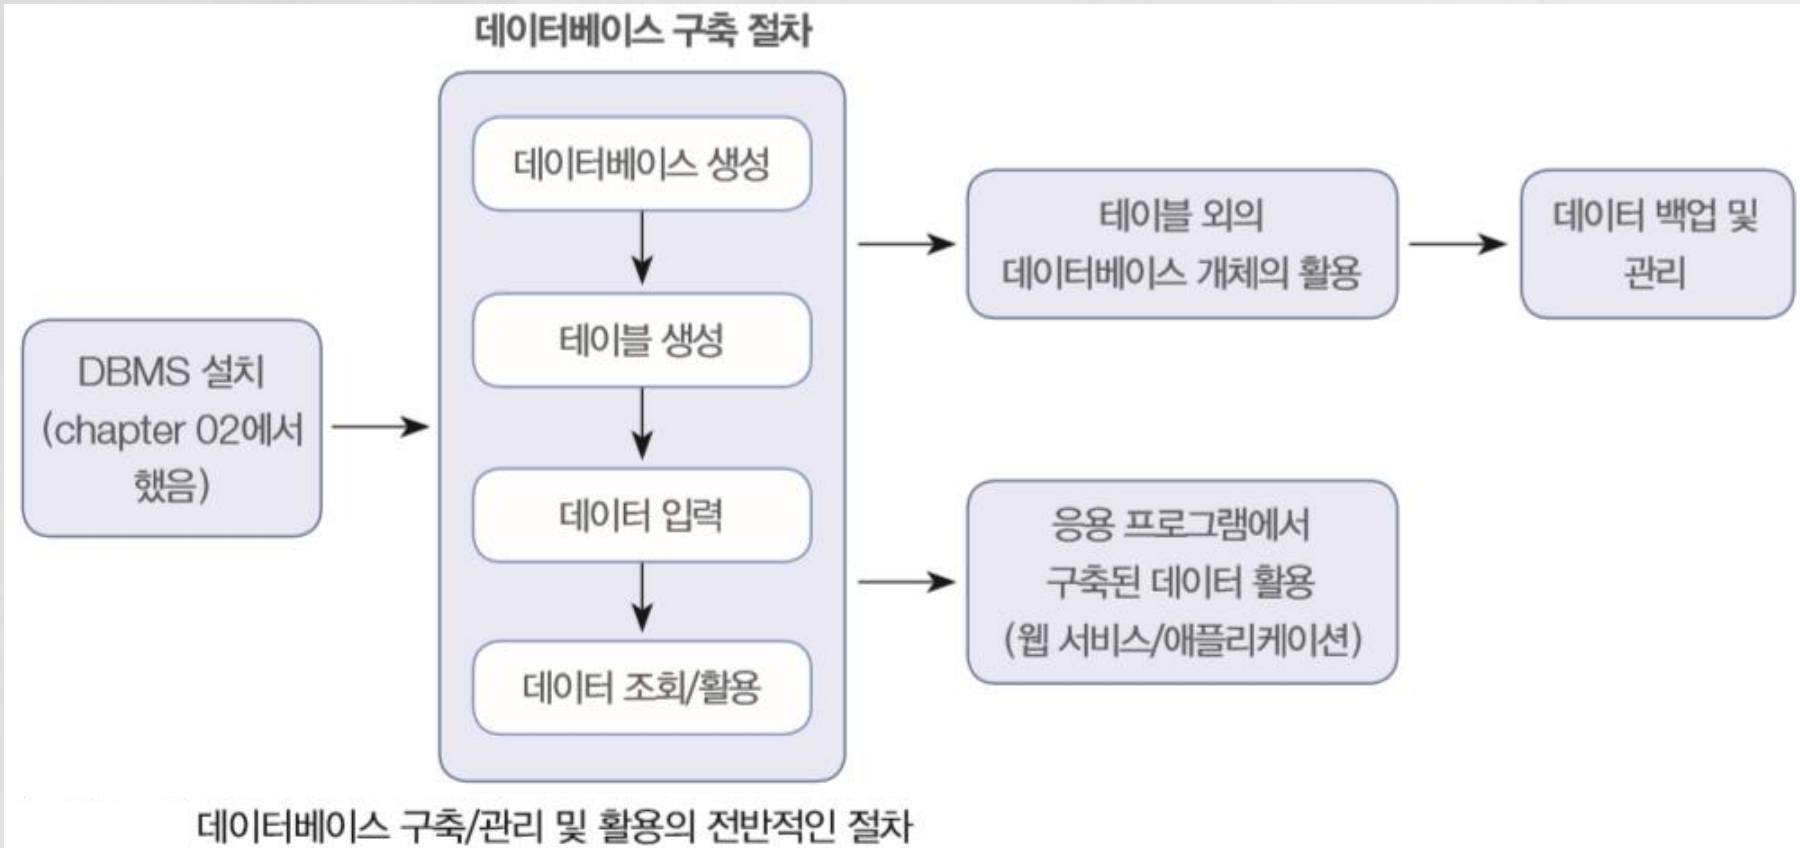 데이터베이스 구축 절차
DBMS 설치
(chapter 02에서
했음)
데이터베이스 생성
테이블 생성
데이터 입력
데이터 조회/활용
테이블 외의
데이터베이스 개체의 활용
데이터 백업 및
관리
응용 프로그램에서
구축된 데이터 활용
(웹 서비스/애플리케이션)
데이터베이스 구축/관리 및 활용의 전반적인 절차